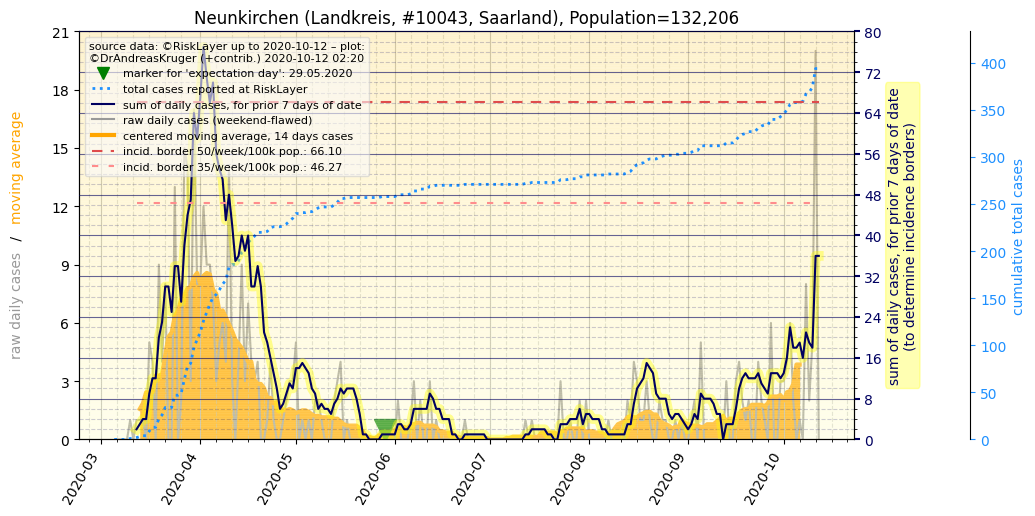 Neunkirchen (Landkreis, #10043, Saarland), Population=132,206
source data: ©RiskLayer up to 2020-10-12 – plot:
©DrAndreasKruger (+contrib.) 2020-10-12 02:20
marker for 'expectation day': 29.05.2020
total cases reported at RiskLayer
sum of daily cases, for prior 7 days of date
raw daily cases (weekend-flawed)
centered moving average, 14 days cases
incid. border 50/week/100k pop.: 66.10
incid. border 35/week/100k pop.: 46.27
raw daily cases / moving average
21
18
15
12
9
6
3
0
80
72
64
56
48
40
32
24
16
8
0
sum of daily cases, for prior 7 days of date
(to determine, incidence borders)
400
350
300
250
200
150
100
50
0
cumulative total cases
2020-03
2020-04
2020-05
2020-06
2020-07
2020-08
2020-09
2020-10